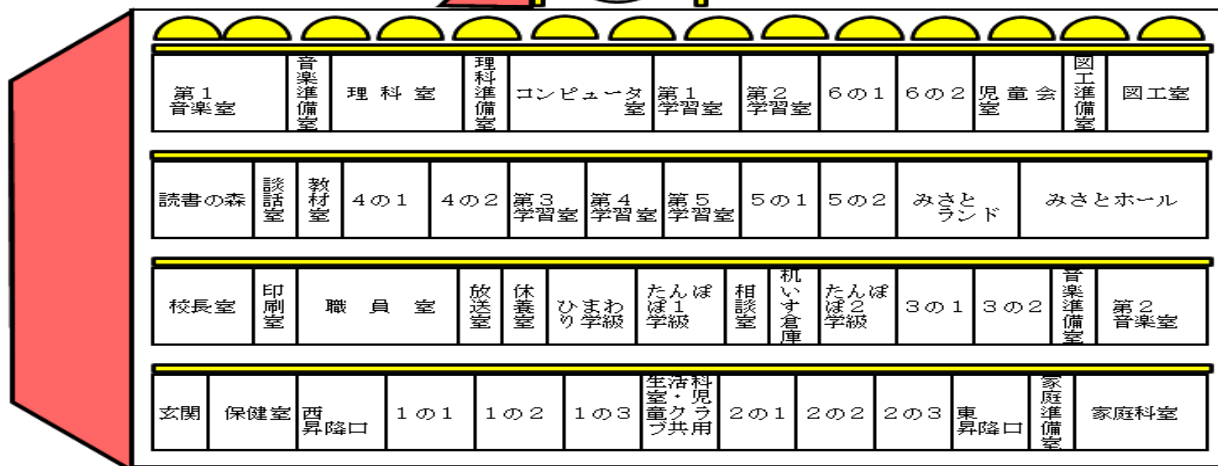 第１音楽室
音楽準備室
理科室
理科準備室
コンピュータ室
第１学習室
第２学習室
６の１
６の２
児童会室
図工準備室
図工室
読書の森
談話室
教材室
４の１
４の２
第３学習室
第４学習室
第５学習室
５の１
５の２
みさとランド
みさとホール
校長室
印刷室
職員室
放送室
休養室
ひまわり学級
たんぽぽ１学級
相談室
机いす倉庫
たんぽぽ２学級
３の１
３の２
音楽準備室
第２音楽室
玄関
保健室
西昇降口
１の１
１の２
１の３
生活科室・児童クラブ共用
２の１
２の２
２の３
東昇降口
家庭準備室
家庭科室